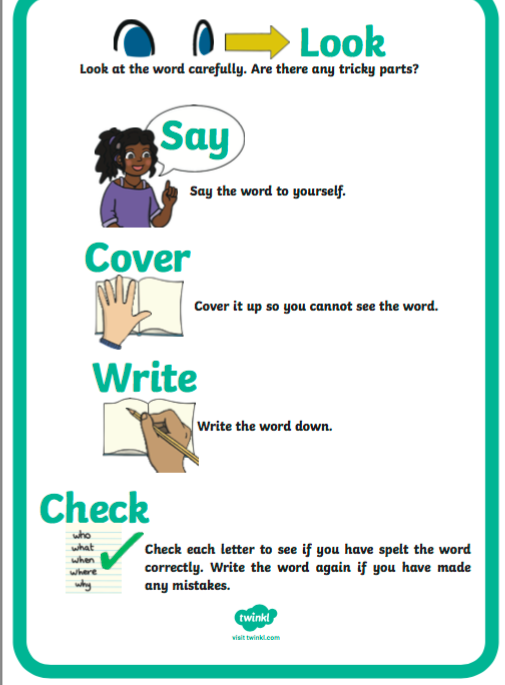 Look
Look at the word carefully. Are there any tricky parts?
Say
Say the word to yourself.
Cover
Cover it up so you cannot see the word.
Write
Write the word down.
Check
who
what
when
where
why
Check each letter to see if you have spelt the word
correctly. Write the word again if you have made
any mistakes.
twinkl
visit twinkl.com